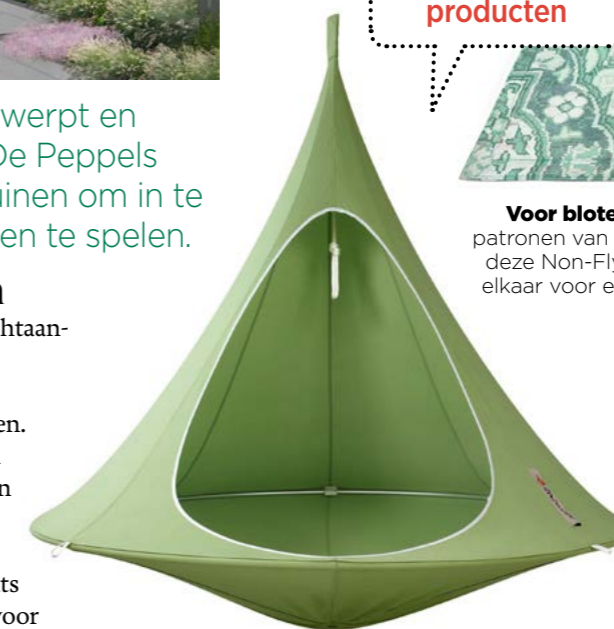 producten
werpt en
De Peppels
uinen om in te
en te spelen.
htaan-
en.
n
ts
voor
Voor blote
patronen van
deze Non-Fly
elkaar voor e